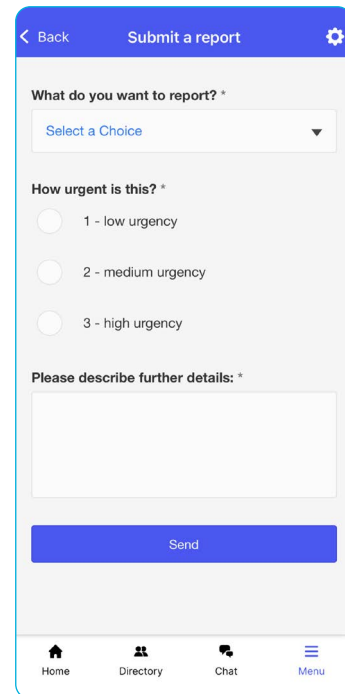 Back Submit a report
What do you want to report? *
Select a Choice
How urgent is this? *
1 - low urgency
2 - medium urgency
3 - high urgency
Please describe further details: *
Send
Home Directory Chat Menu